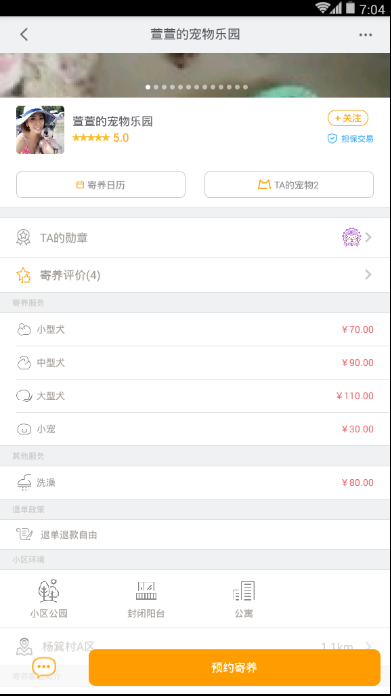 7:04
萱萱的宠物乐园
萱萱的宠物乐园
5.0
+关注
担保交易
寄养日历
TA的宠物2
TA的勋章
寄养评价(4)
寄养服务
小型犬
¥70.00
中型犬
¥90.00
大型犬
¥110.00
小宠
¥30.00
其他服务
洗澡
¥80.00
退单政策
退单退款自由
小区环境
小区公园
封闭阳台
公寓
杨箕村A区
1.1km
预约寄养